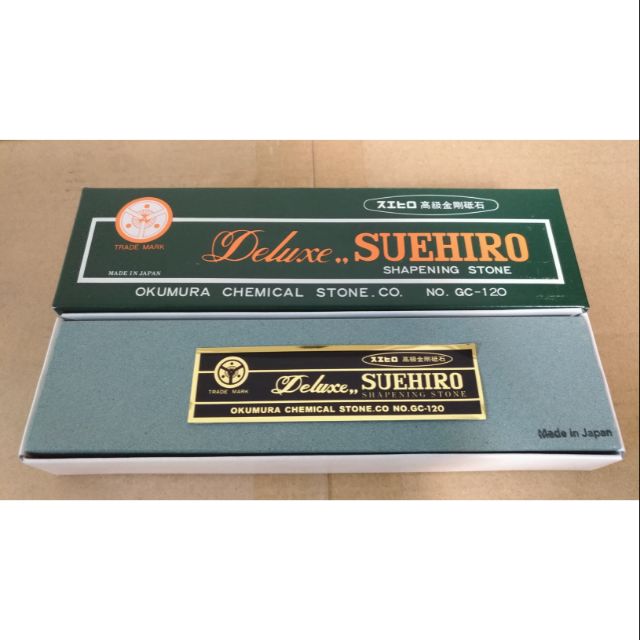 スエヒロ 高級金剛砥石
TRADE MARK
Deluxe,, SUEHIRO
MADE IN JAPAN
SHAPENING STONE
OKUMURA CHEMICAL STONE.CO. NO. GC-120
スエヒロ 高級金剛砥石
TRADE MARK
Deluxe,, SUEHIRO
SHAPENING STONE
OKUMURA CHEMICAL STONE.CO NO.GC-120
Made in Japan